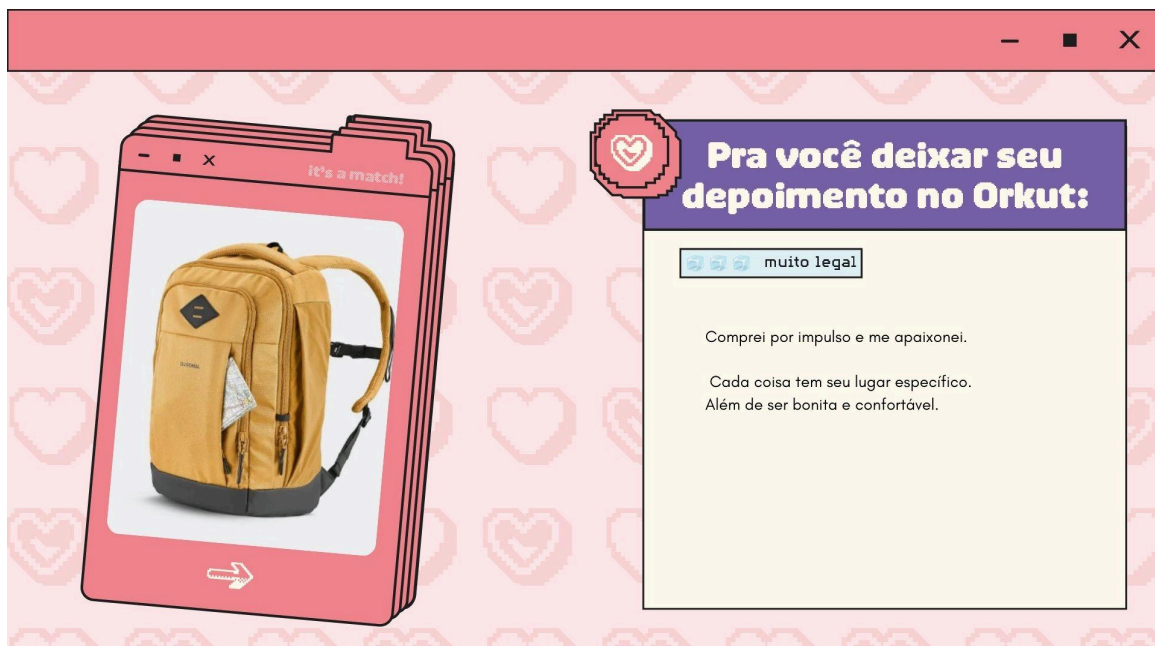 it's a match!
Pra você deixar seu
depoimento no Orkut:
muito legal
Comprei por impulso e me apaixonei.
Cada coisa tem seu lugar específico.
Além de ser bonita e confortável.